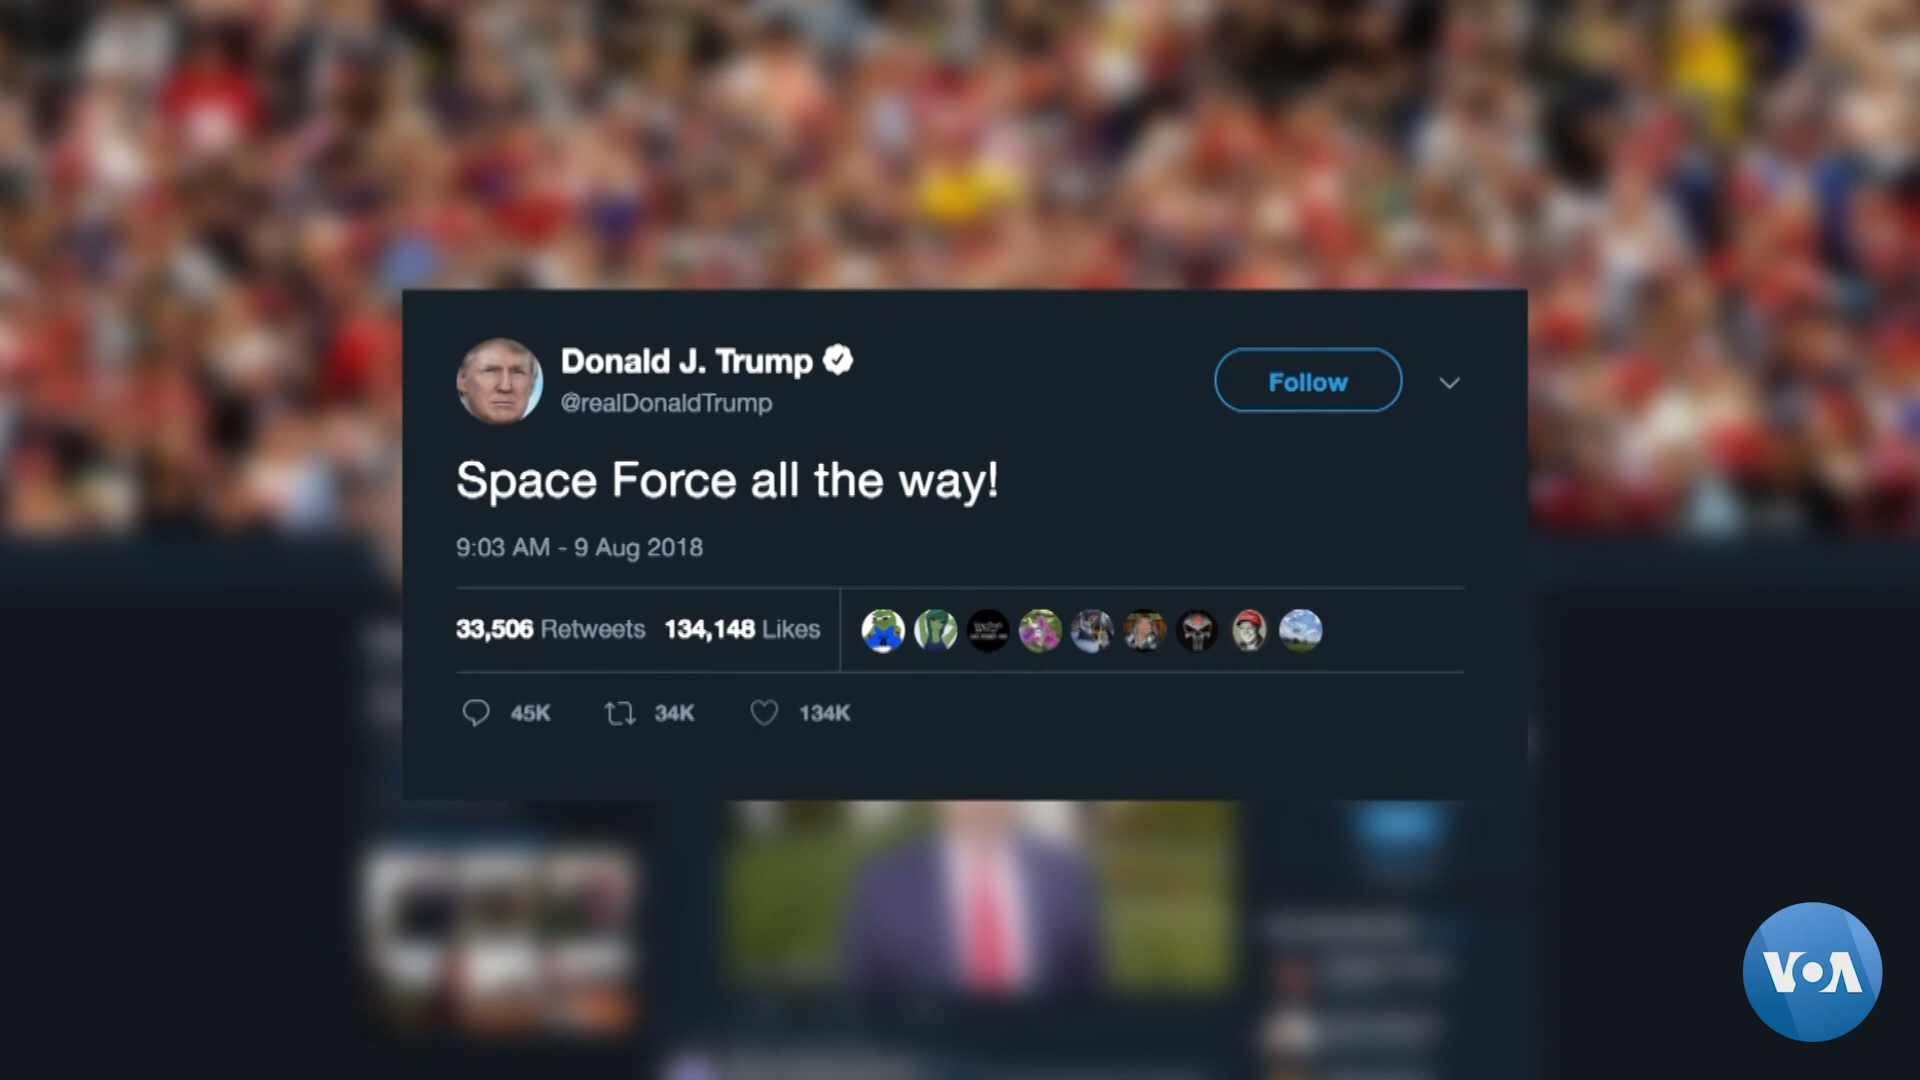 Donald J. Trump
@realDonaldTrump
Follow
Space Force all the way!
9:03 AM - 9 Aug 2018
33,506 Retweets 134,148 Likes
45K 34K 134K
VOA